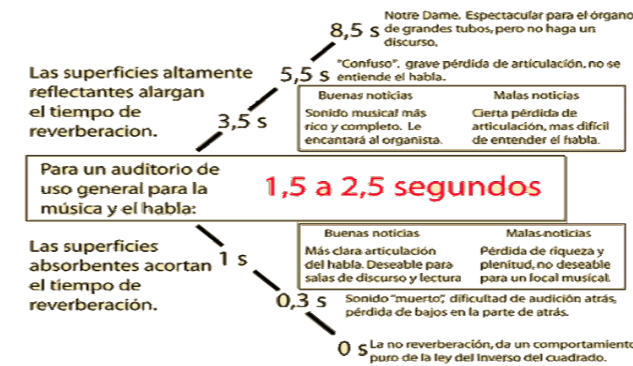 8,5 s
Notre Dame. Espectacular para el órgano
de grandes tubos, pero no haga un
discurso.
5,5 s
"Confuso", grave pérdida de articulación, no se
entiende el habla.
Las superficies altamente
reflectantes alargan
el tiempo de
reverberacion.
3,5 s
Buenas noticias
Sonido musical más
rico y completo. Le
encantará al organista.
Malas noticias
Cierta pérdida de
articulación, mas difícil
de entender el habla.
Para un auditorio de
uso general para la
música y el habla:
1,5 a 2,5 segundos
Las superficies
absorbentes acortan
el tiempo de
reverberación.
1 s
Buenas noticias
Más clara articulación
del habla. Deseable para
salas de discurso y lectura
Malas noticias
Pérdida de riqueza y
plenitud, no deseable
para un local musical.
0,3 s
Sonido "muerto", dificultad de audición atrás,
pérdida de bajos en la parte de atrás.
0 s
La no reverberación, da un comportamiento
puro de la ley del inverso del cuadrado.